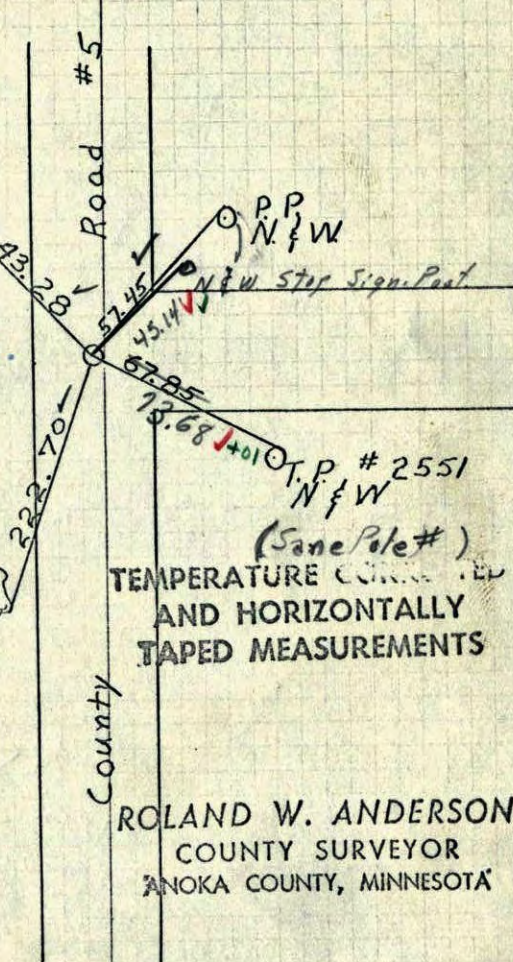 County Road #5
P.P.
N & W.
43.28
57.45
N & W Stop Sign Post
45.14
67.85
73.68
+01
222.70
T.P. # 2551
N & W
(Same Pole #)
TEMPERATURE CORRECTED
AND HORIZONTALLY
TAPED MEASUREMENTS
ROLAND W. ANDERSON
COUNTY SURVEYOR
ANOKA COUNTY, MINNESOTA